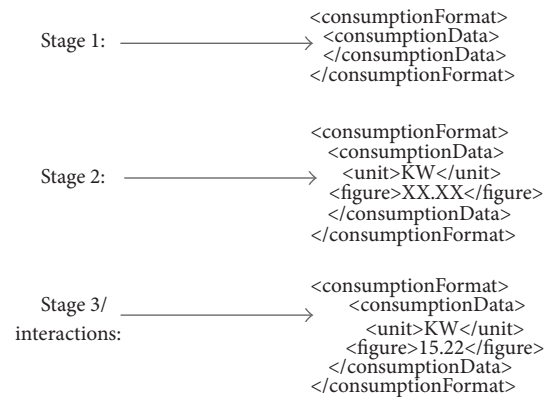 <consumptionFormat>
Stage 1: <consumptionData>
</consumptionData>
</consumptionFormat>
<consumptionFormat>
<consumptionData>
Stage 2: <unit>KW</unit>
<figure>XX.XX</figure>
</consumptionData>
</consumptionFormat>
<consumptionFormat>
Stage 3/ <consumptionData>
interactions: <unit>KW</unit>
<figure>15.22</figure>
</consumptionData>
</consumptionFormat>